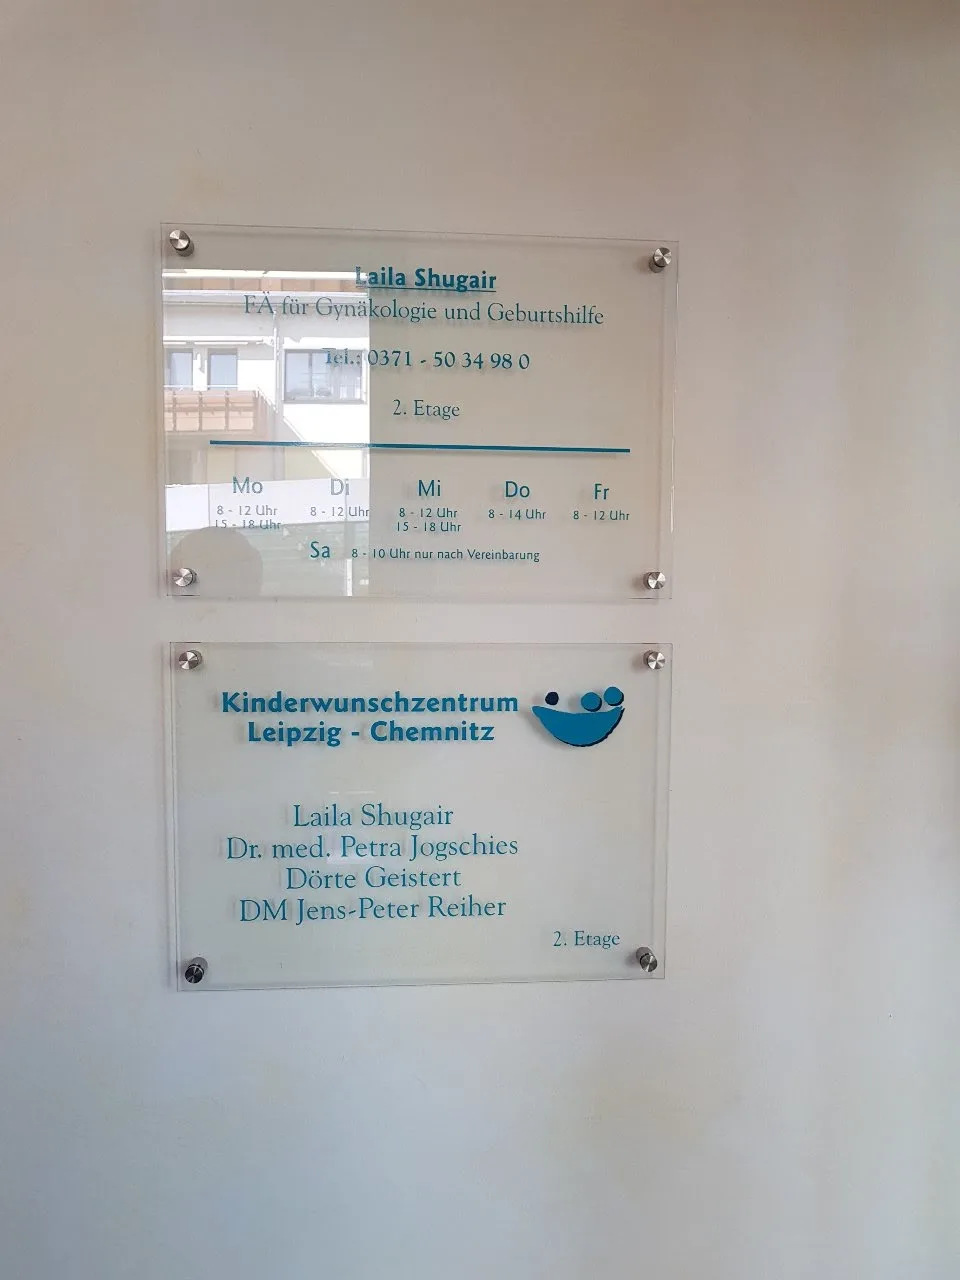 Laila Shugair
FÄ für Gynäkologie und Geburtshilfe
Tel.: 0371 - 50 34 98 0
2. Etage
Mo Di Mi Do Fr
8 - 12 Uhr 8 - 12 Uhr 8 - 12 Uhr 8 - 14 Uhr 8 - 12 Uhr
15 - 18 Uhr 15 - 18 Uhr
Sa 8 - 10 Uhr nur nach Vereinbarung
Kinderwunschzentrum
Leipzig - Chemnitz
Laila Shugair
Dr. med. Petra Jogschies
Dörte Geistert
DM Jens-Peter Reiher
2. Etage